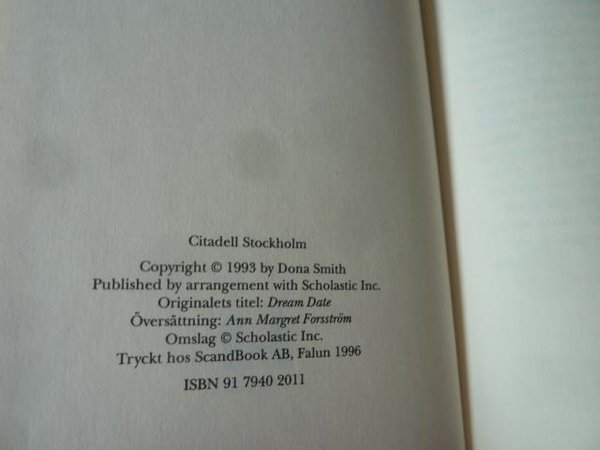 Citadell Stockholm
Copyright © 1993 by Dona Smith
Published by arrangement with Scholastic Inc.
Originalets titel: Dream Date
Översättning: Ann Margret Forsström
Omslag © Scholastic Inc.
Tryckt hos ScandBook AB, Falun 1996
ISBN 91 7940 2011